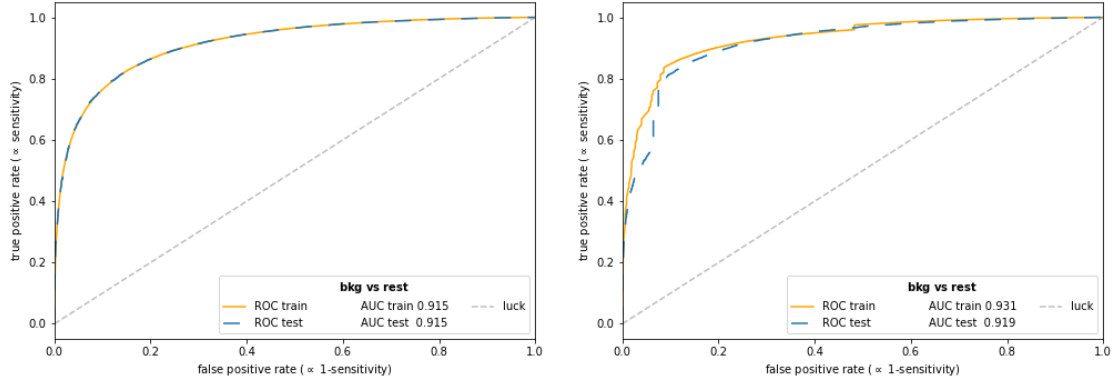 1.0
0.8
0.6
0.4
0.2
0.0
true positive rate ( ∝ sensitivity)
0.0 0.2 0.4 0.6 0.8 1.0
false positive rate ( ∝ 1-sensitivity)
bkg vs rest
ROC train AUC train 0.915 luck
ROC test AUC test 0.915
1.0
0.8
0.6
0.4
0.2
0.0
true positive rate ( ∝ sensitivity)
0.0 0.2 0.4 0.6 0.8 1.0
false positive rate ( ∝ 1-sensitivity)
bkg vs rest
ROC train AUC train 0.931 luck
ROC test AUC test 0.919